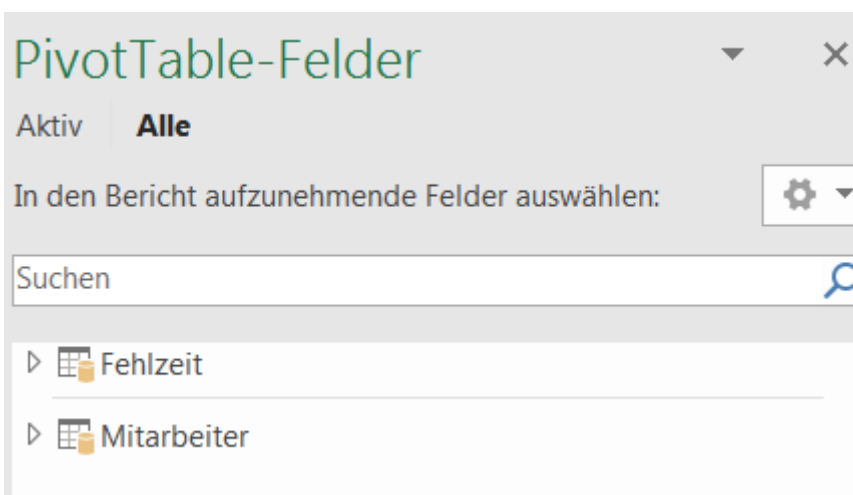 PivotTable-Felder
Aktiv Alle
In den Bericht aufzunehmende Felder auswählen:
Suchen
Fehlzeit
Mitarbeiter